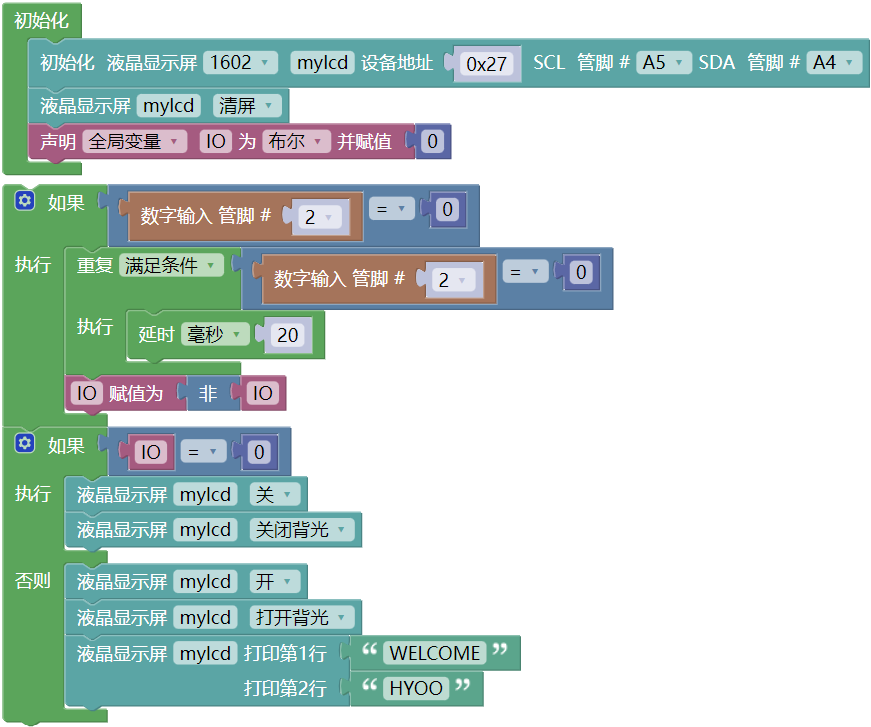 初始化
初始化 液晶显示屏 1602 mylcd 设备地址 0x27 SCL 管脚 # A5 SDA 管脚 # A4
液晶显示屏 mylcd 清屏
声明 全局变量 IO 为 布尔 并赋值 0
如果 数字输入 管脚 # 2 = 0
执行 重复 满足条件 数字输入 管脚 # 2 = 0
执行 延时 毫秒 20
IO 赋值为 非 IO
如果 IO = 0
执行 液晶显示屏 mylcd 关
液晶显示屏 mylcd 关闭背光
否则 液晶显示屏 mylcd 开
液晶显示屏 mylcd 打开背光
液晶显示屏 mylcd 打印第1行 “ WELCOME ”
打印第2行 “ HYOO ”